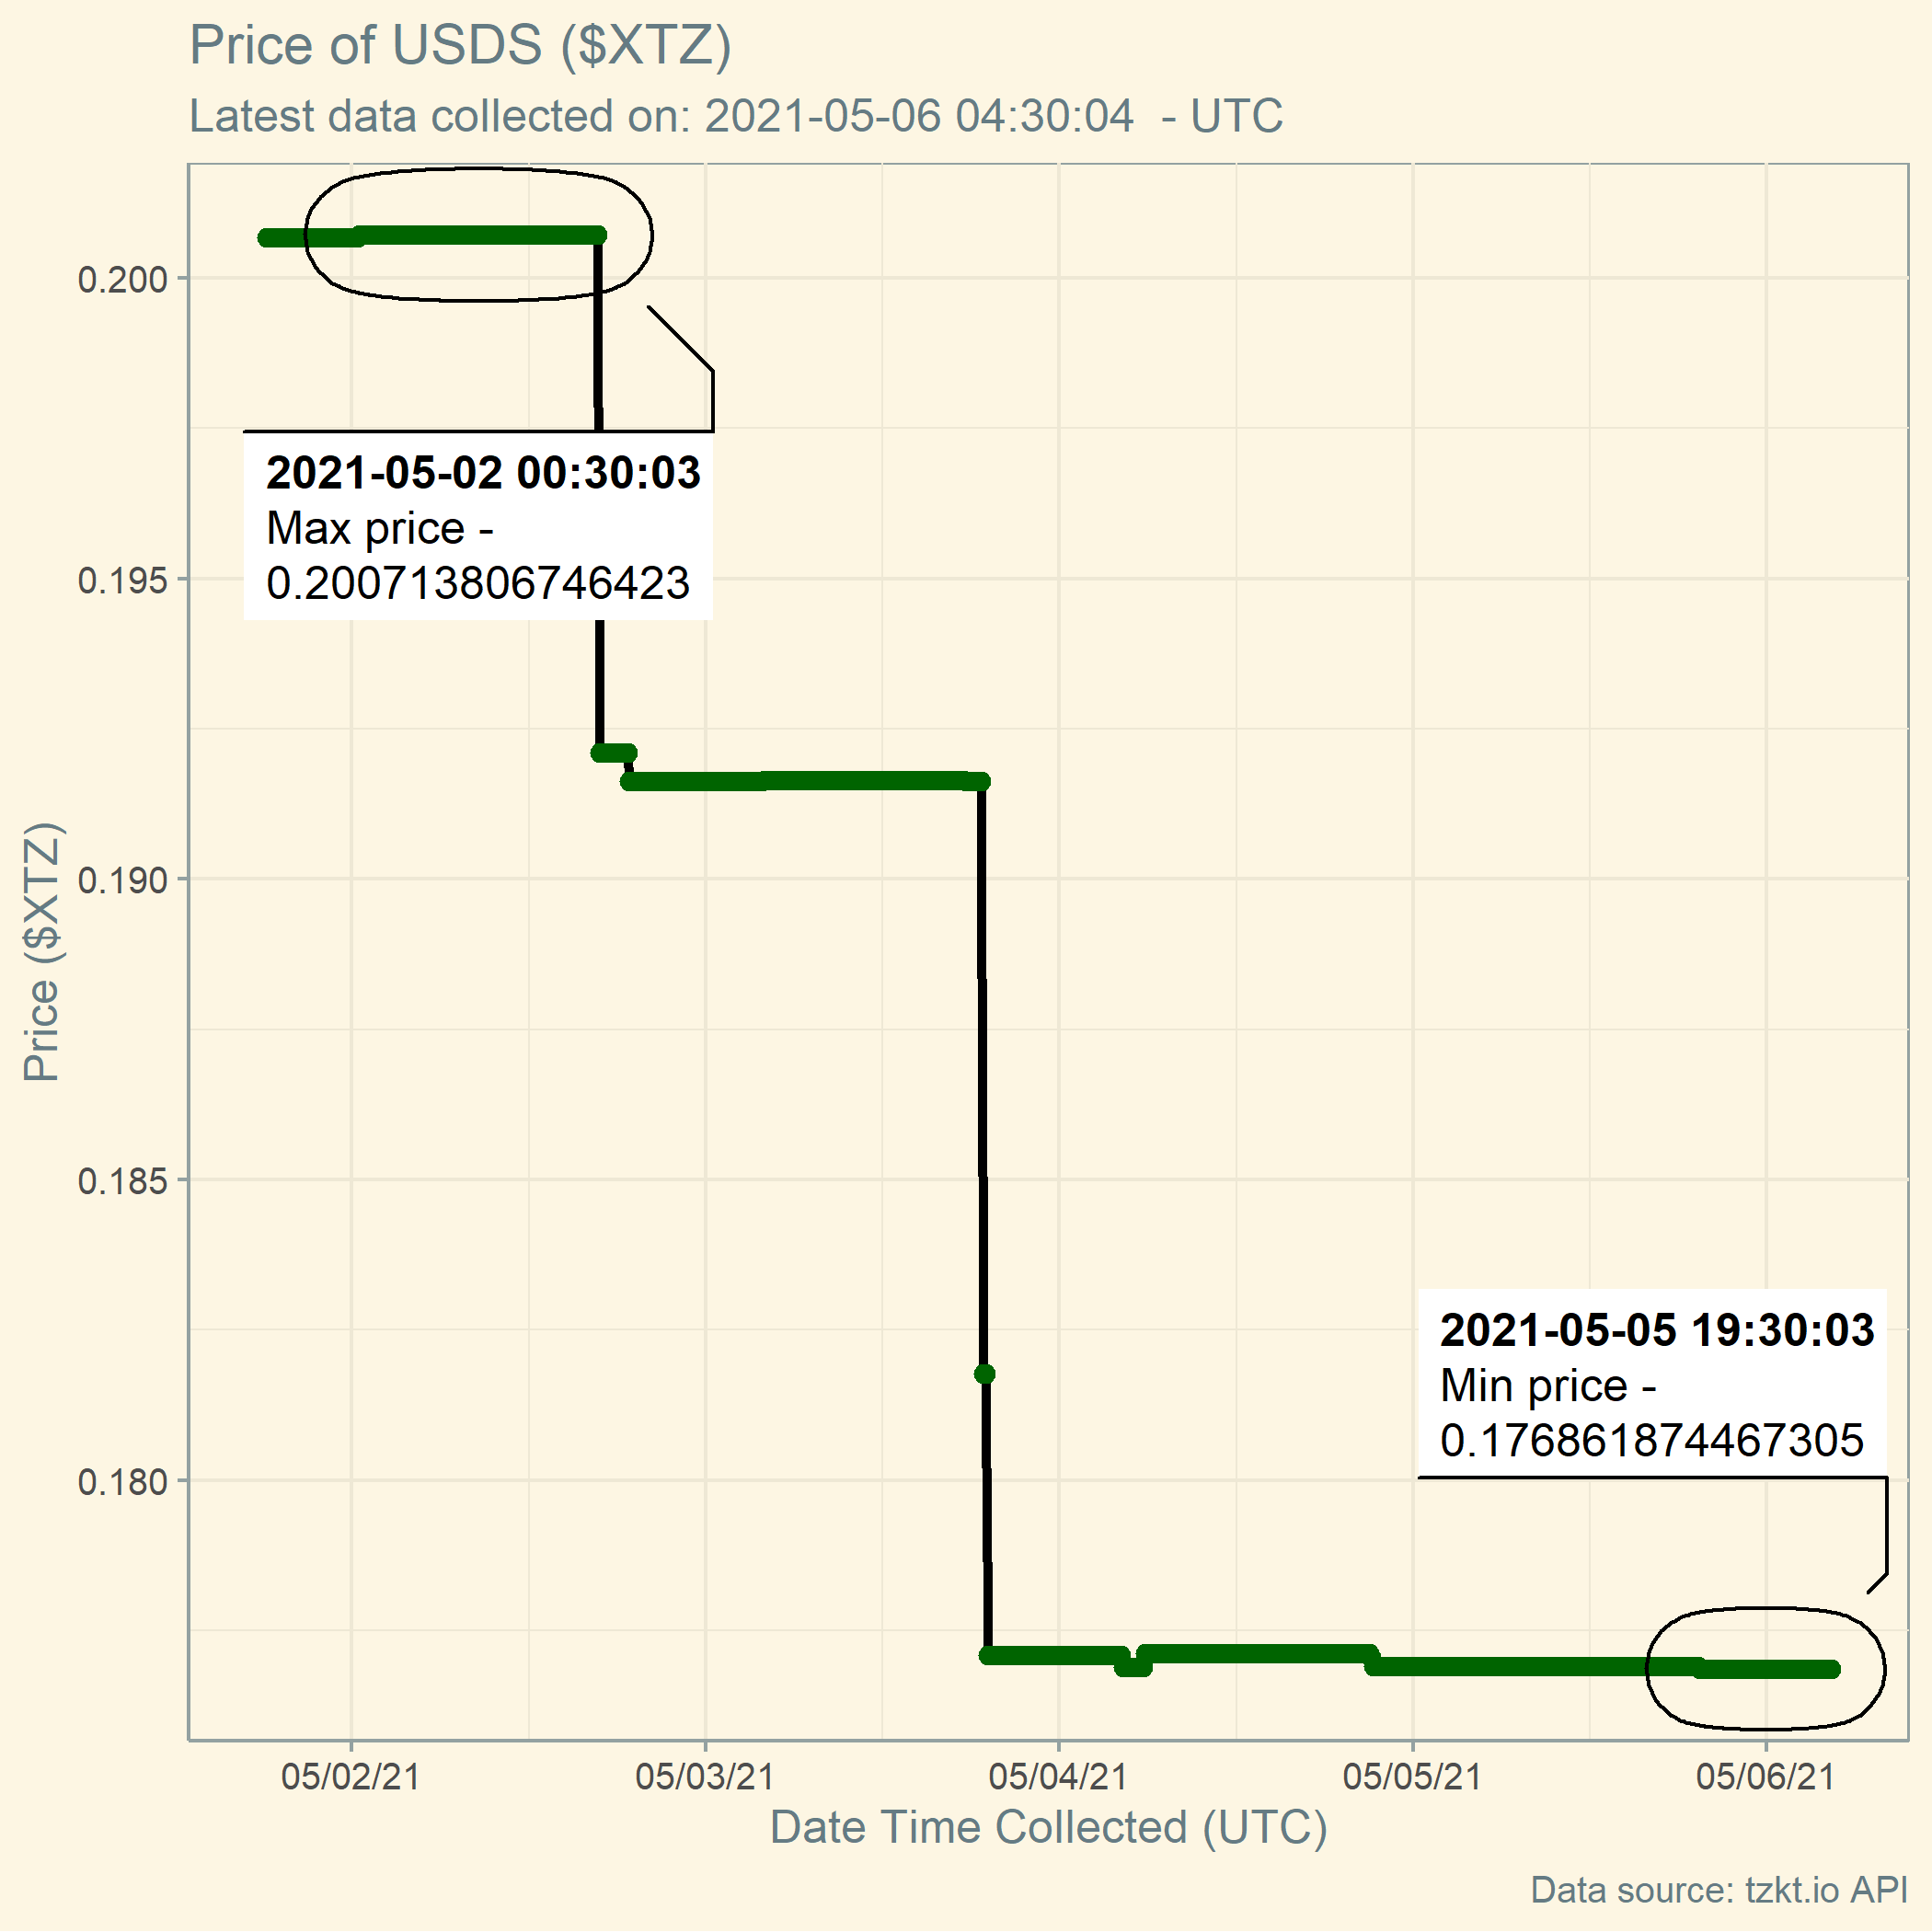 Price of USDS ($XTZ)
Latest data collected on: 2021-05-06 04:30:04  - UTC
0.200
2021-05-02 00:30:03
Max price -
0.200713806746423
0.195
0.190
Price ($XTZ)
0.185
2021-05-05 19:30:03
Min price -
0.176861874467305
0.180
05/02/21 05/03/21 05/04/21 05/05/21 05/06/21
Date Time Collected (UTC)
Data source: tzkt.io API